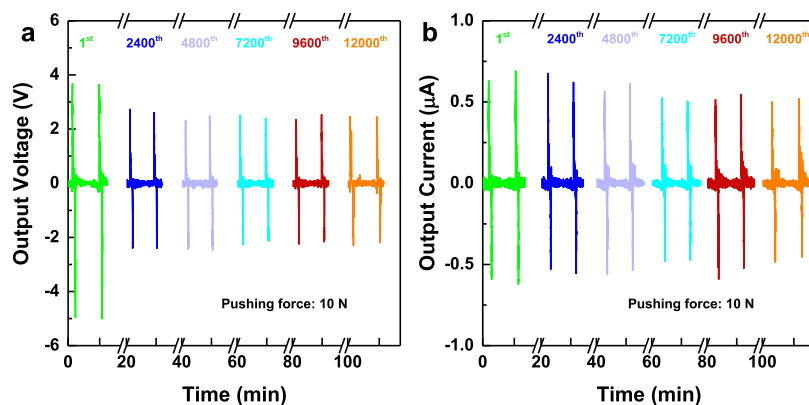 a
1st 2400th 4800th 7200th 9600th 12000th
Output Voltage (V)
6
4
2
0
-2
-4
-6
Pushing force: 10 N
0 20 40 60 80 100
Time (min)
b
1st 2400th 4800th 7200th 9600th 12000th
Output Current (μA)
1.0
0.5
0.0
-0.5
-1.0
Pushing force: 10 N
0 20 40 60 80 100
Time (min)